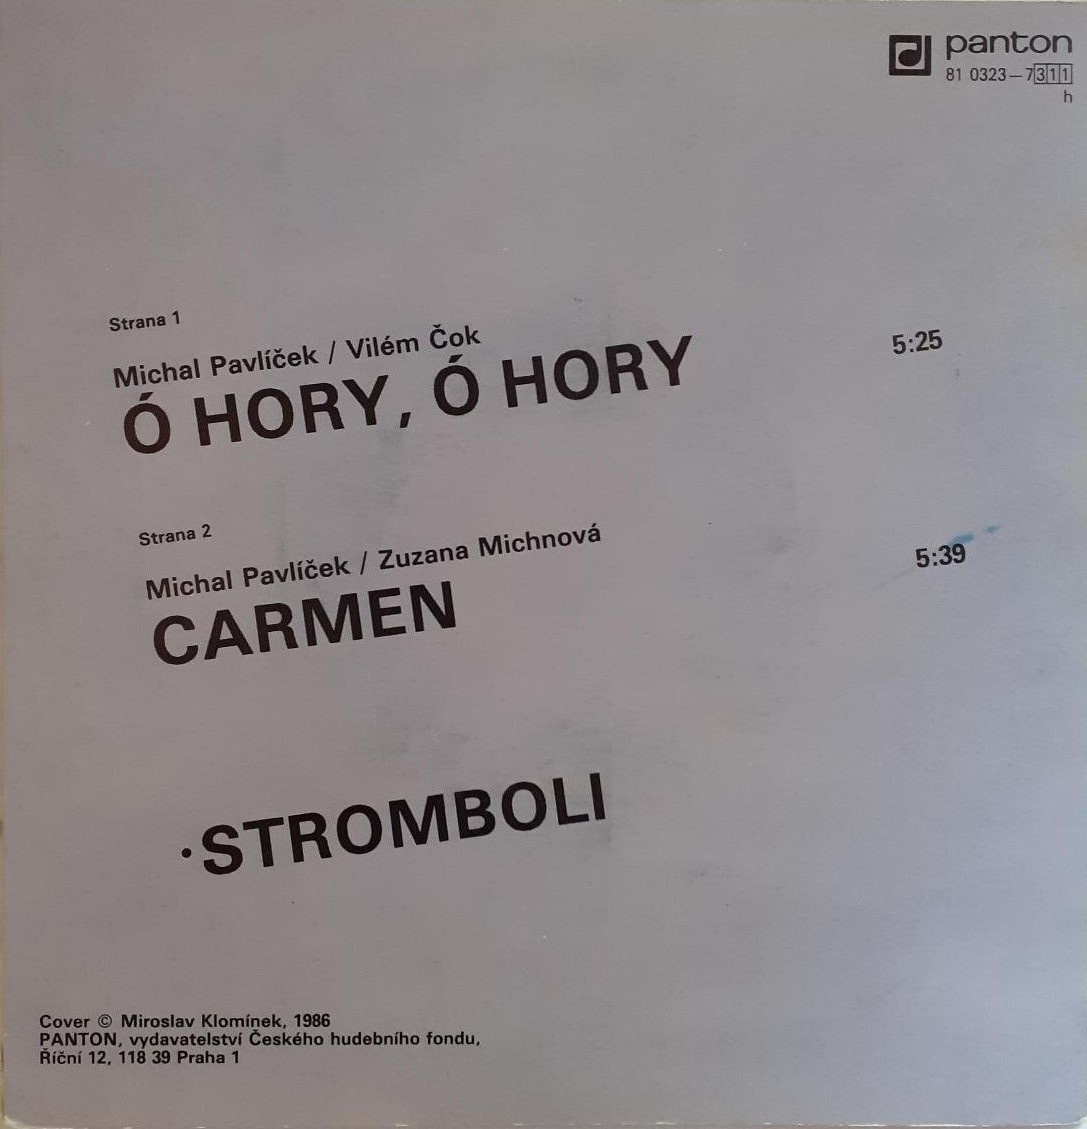 panton
81 0323–7311
h
Strana 1
Michal Pavlíček / Vilém Čok
Ó HORY, Ó HORY 5:25
Strana 2
Michal Pavlíček / Zuzana Michnová
CARMEN 5:39
·STROMBOLI
Cover © Miroslav Klomínek, 1986
PANTON, vydavatelství Českého hudebního fondu,
Říční 12, 118 39 Praha 1